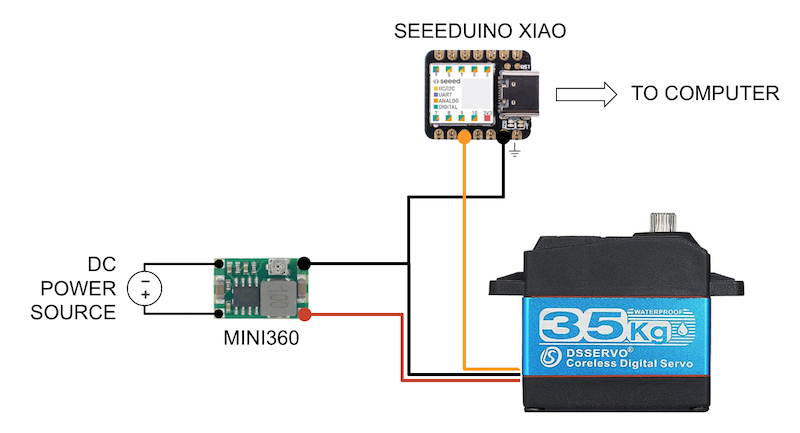 SEEEDUINO XIAO
seeed
IIC/I2C
UART
ANALOG
DIGITAL
TO COMPUTER
DC
POWER
SOURCE
−
+
MINI360
100
WATERPROOF
35Kg
DSSERVO®
Coreless Digital Servo